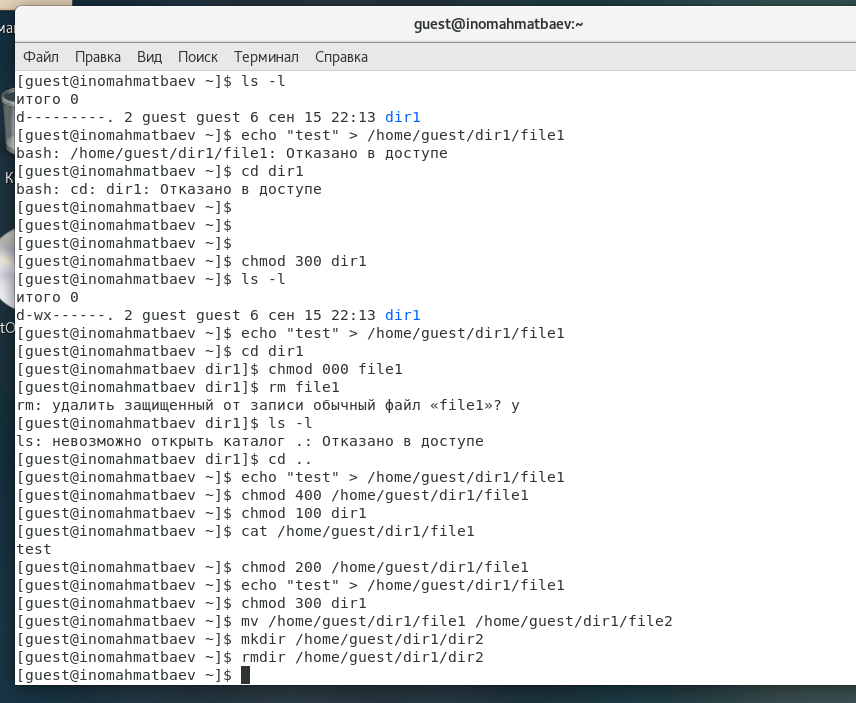 guest@inomahmatbaev:~
Файл Правка Вид Поиск Терминал Справка
[guest@inomahmatbaev ~]$ ls -l
итого 0
d---------. 2 guest guest 6 сен 15 22:13 dir1
[guest@inomahmatbaev ~]$ echo "test" > /home/guest/dir1/file1
bash: /home/guest/dir1/file1: Отказано в доступе
[guest@inomahmatbaev ~]$ cd dir1
bash: cd: dir1: Отказано в доступе
[guest@inomahmatbaev ~]$
[guest@inomahmatbaev ~]$
[guest@inomahmatbaev ~]$
[guest@inomahmatbaev ~]$ chmod 300 dir1
[guest@inomahmatbaev ~]$ ls -l
итого 0
d-wx------. 2 guest guest 6 сен 15 22:13 dir1
[guest@inomahmatbaev ~]$ echo "test" > /home/guest/dir1/file1
[guest@inomahmatbaev ~]$ cd dir1
[guest@inomahmatbaev dir1]$ chmod 000 file1
[guest@inomahmatbaev dir1]$ rm file1
rm: удалить защищенный от записи обычный файл «file1»? y
[guest@inomahmatbaev dir1]$ ls -l
ls: невозможно открыть каталог .: Отказано в доступе
[guest@inomahmatbaev dir1]$ cd ..
[guest@inomahmatbaev ~]$ echo "test" > /home/guest/dir1/file1
[guest@inomahmatbaev ~]$ chmod 400 /home/guest/dir1/file1
[guest@inomahmatbaev ~]$ chmod 100 dir1
[guest@inomahmatbaev ~]$ cat /home/guest/dir1/file1
test
[guest@inomahmatbaev ~]$ chmod 200 /home/guest/dir1/file1
[guest@inomahmatbaev ~]$ echo "test" > /home/guest/dir1/file1
[guest@inomahmatbaev ~]$ chmod 300 dir1
[guest@inomahmatbaev ~]$ mv /home/guest/dir1/file1 /home/guest/dir1/file2
[guest@inomahmatbaev ~]$ mkdir /home/guest/dir1/dir2
[guest@inomahmatbaev ~]$ rmdir /home/guest/dir1/dir2
[guest@inomahmatbaev ~]$